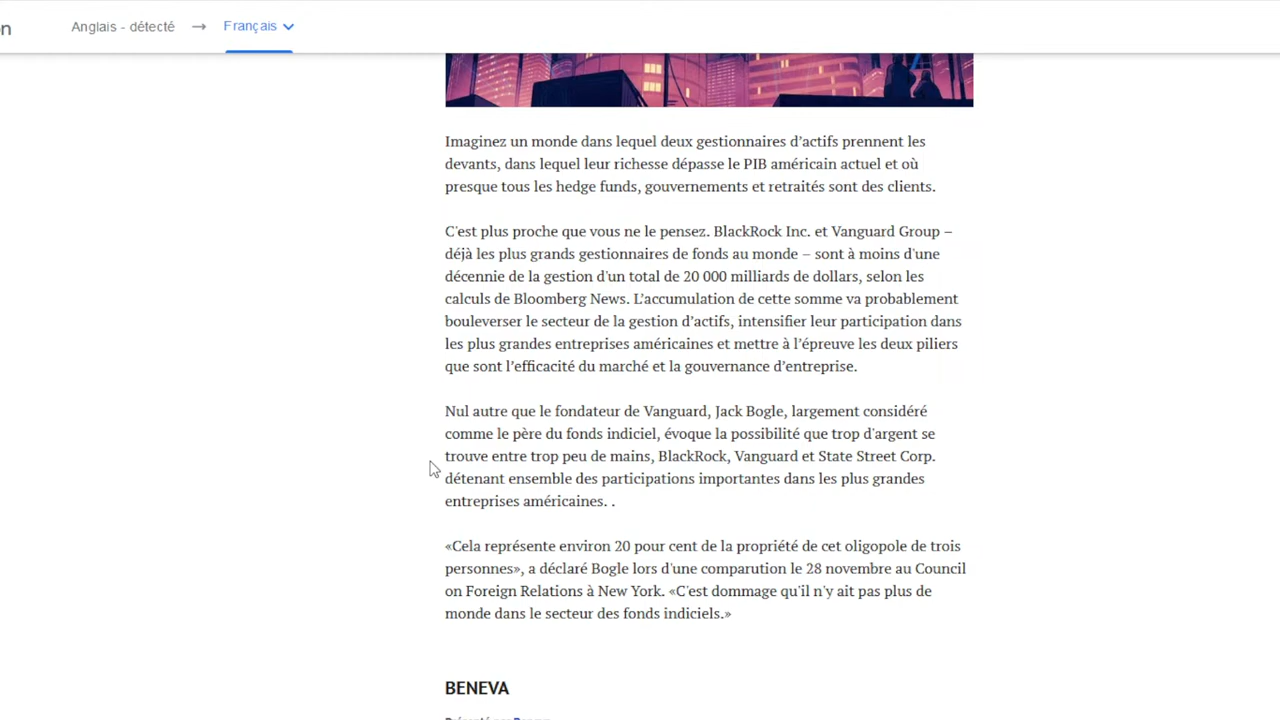 on
Anglais - détecté → Français
Imaginez un monde dans lequel deux gestionnaires d’actifs prennent les
devants, dans lequel leur richesse dépasse le PIB américain actuel et où
presque tous les hedge funds, gouvernements et retraités sont des clients.
C'est plus proche que vous ne le pensez. BlackRock Inc. et Vanguard Group –
déjà les plus grands gestionnaires de fonds au monde – sont à moins d'une
décennie de la gestion d'un total de 20 000 milliards de dollars, selon les
calculs de Bloomberg News. L’accumulation de cette somme va probablement
bouleverser le secteur de la gestion d’actifs, intensifier leur participation dans
les plus grandes entreprises américaines et mettre à l’épreuve les deux piliers
que sont l’efficacité du marché et la gouvernance d’entreprise.
Nul autre que le fondateur de Vanguard, Jack Bogle, largement considéré
comme le père du fonds indiciel, évoque la possibilité que trop d'argent se
trouve entre trop peu de mains, BlackRock, Vanguard et State Street Corp.
détenant ensemble des participations importantes dans les plus grandes
entreprises américaines. .
«Cela représente environ 20 pour cent de la propriété de cet oligopole de trois
personnes», a déclaré Bogle lors d'une comparution le 28 novembre au Council
on Foreign Relations à New York. «C'est dommage qu'il n'y ait pas plus de
monde dans le secteur des fonds indiciels.»
BENEVA